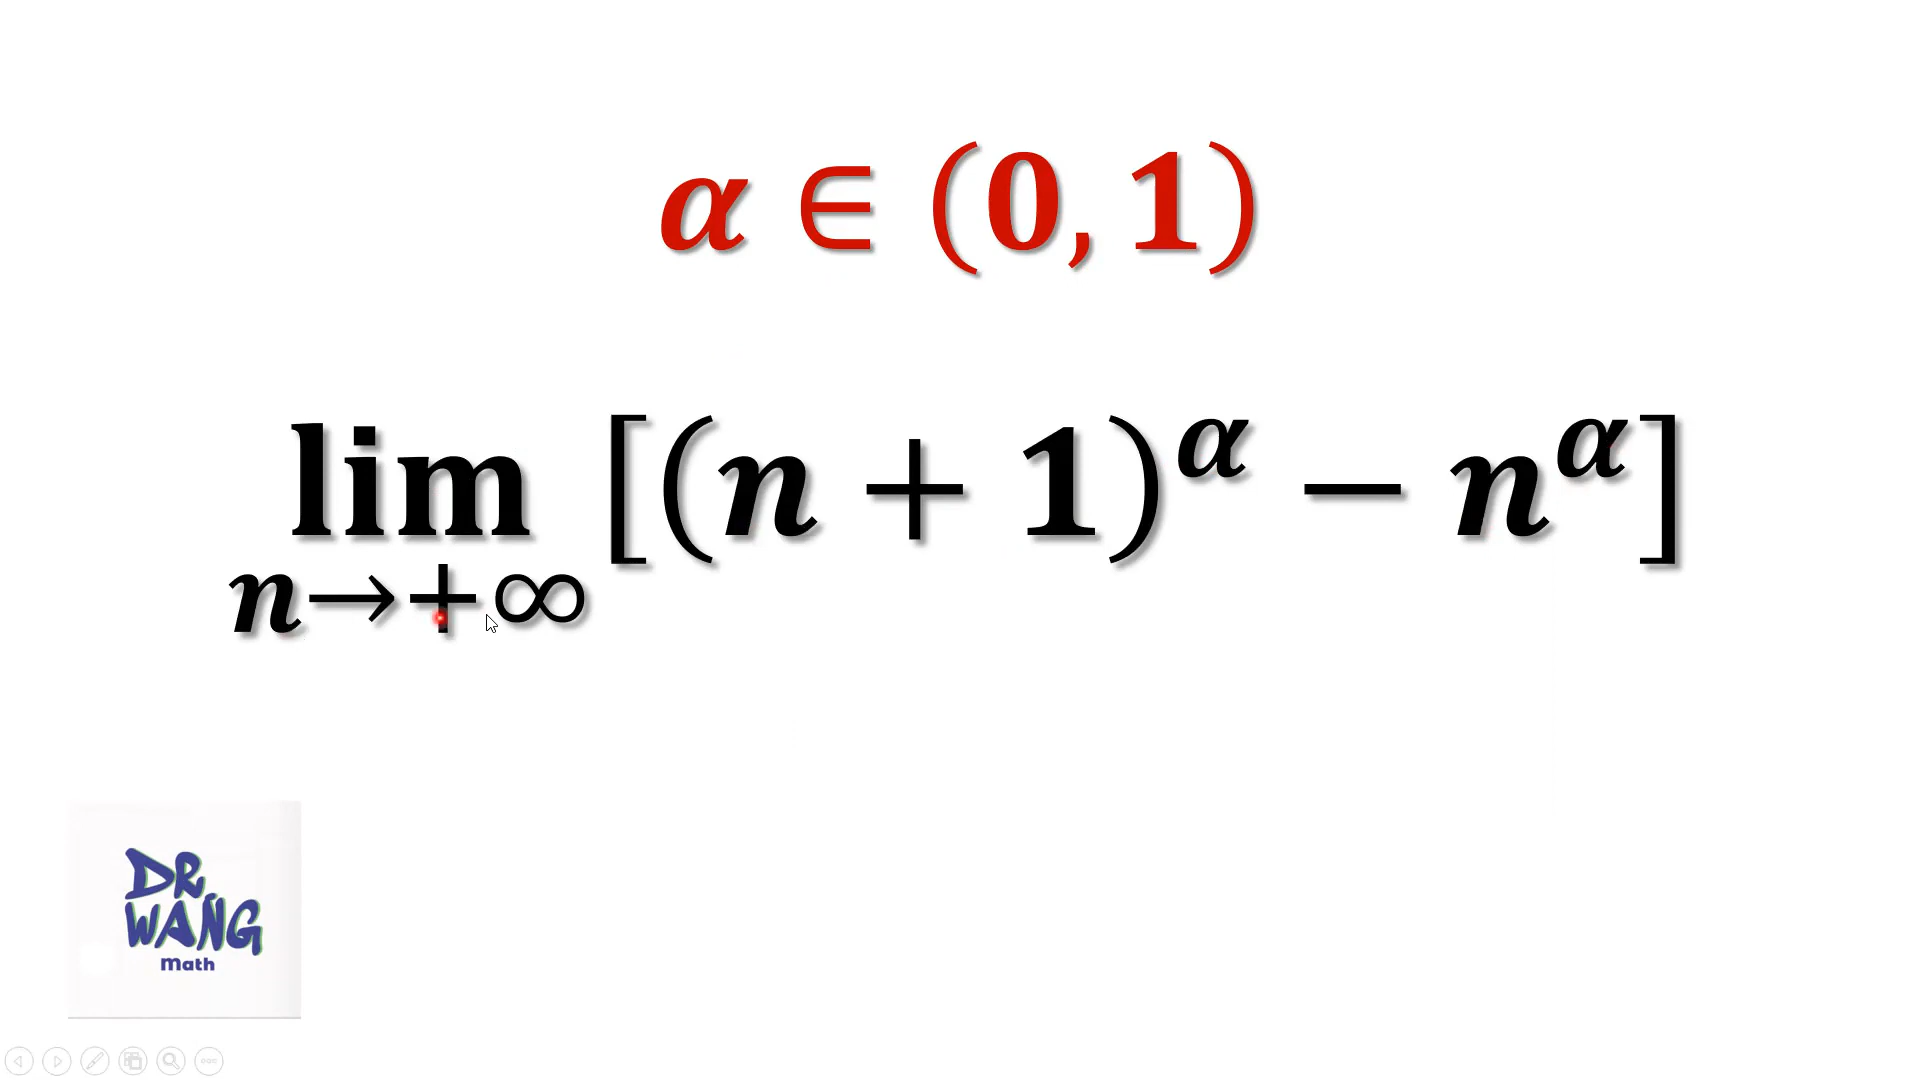 α ∈ (0, 1)
lim [(n + 1)^α − n^α]
n→+∞
DR.
WANG
Math